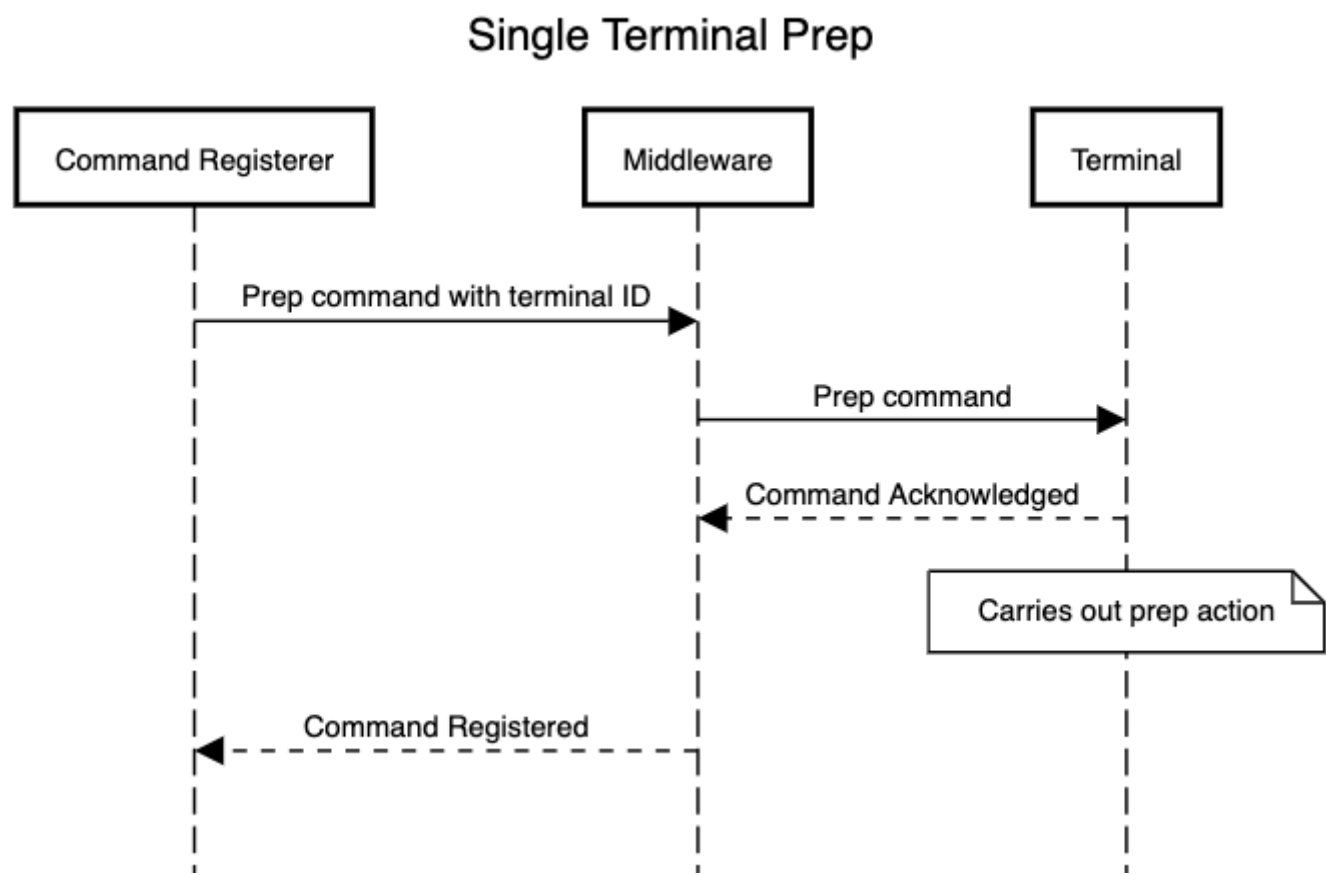 Single Terminal Prep
Command Registerer
Middleware
Terminal
Prep command with terminal ID
Prep command
Command Acknowledged
Carries out prep action
Command Registered